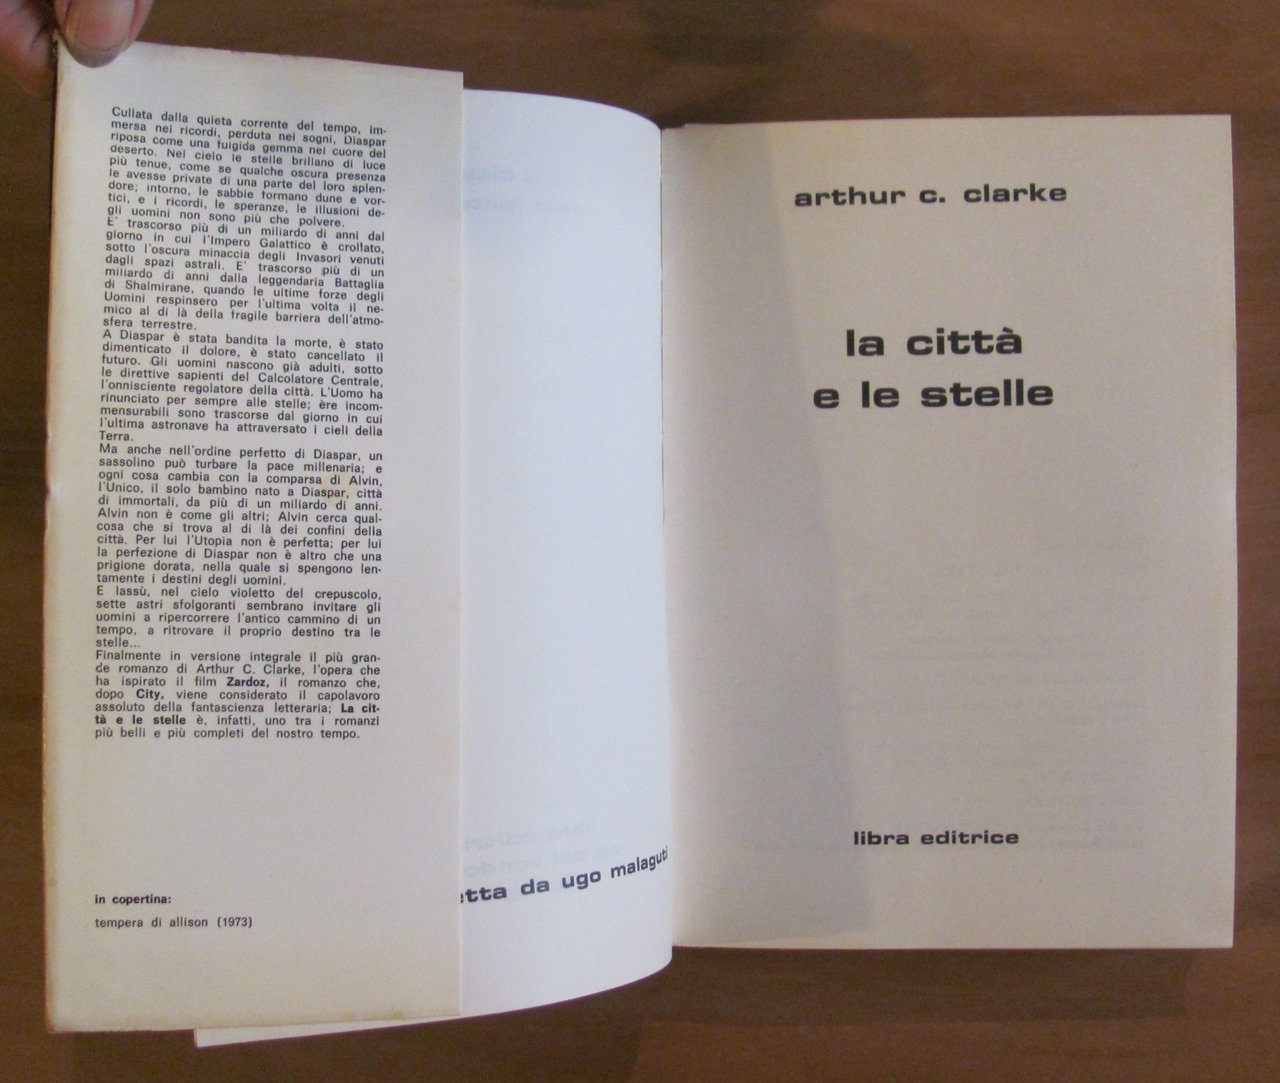 Cullata dalla quieta corrente del tempo, im-
mersa nei ricordi, perduta nei sogni, Diaspar
riposa come una fulgida gemma nel cuore del
deserto. Nel cielo le stelle brillano di luce
più tenue, come se qualche oscura presenza
le avesse private di una parte del loro splen-
dore; intorno, le sabbie formano dune e vor-
tici, e i ricordi, le speranze, le illusioni de-
gli uomini non sono più che polvere.
E' trascorso più di un miliardo di anni dal
giorno in cui l'Impero Galattico è crollato,
sotto l'oscura minaccia degli Invasori venuti
dagli spazi astrali. E' trascorso più di un
miliardo di anni dalla leggendaria Battaglia
di Shalmirane, quando le ultime forze degli
Uomini respinsero per l'ultima volta il ne-
mico al di là della fragile barriera dell'atmo-
sfera terrestre.
A Diaspar è stata bandita la morte, è stato
dimenticato il dolore, è stato cancellato il
futuro. Gli uomini nascono già adulti, sotto
le direttive sapienti del Calcolatore Centrale,
l'onnisciente regolatore della città. L'Uomo ha
rinunciato per sempre alle stelle; ère incom-
mensurabili sono trascorse dal giorno in cui
l'ultima astronave ha attraversato i cieli della
Terra.
Ma anche nell'ordine perfetto di Diaspar, un
sassolino può turbare la pace millenaria; e
ogni cosa cambia con la comparsa di Alvin,
l'Unico, il solo bambino nato a Diaspar, città
di immortali, da più di un miliardo di anni.
Alvin non è come gli altri; Alvin cerca qual-
cosa che si trova al di là dei confini della
città. Per lui l'Utopia non è perfetta; per lui
la perfezione di Diaspar non è altro che una
prigione dorata, nella quale si spengono len-
tamente i destini degli uomini.
E lassù, nel cielo violetto del crepuscolo,
sette astri sfolgoranti sembrano invitare gli
uomini a ripercorrere l'antico cammino di un
tempo, a ritrovare il proprio destino tra le
stelle...
Finalmente in versione integrale il più gran-
de romanzo di Arthur C. Clarke, l'opera che
ha ispirato il film Zardoz, il romanzo che,
dopo City, viene considerato il capolavoro
assoluto della fantascienza letteraria; La cit-
tà e le stelle è, infatti, uno tra i romanzi
più belli e più completi del nostro tempo.
in copertina:
tempera di allison (1973)
etta da ugo malaguti
arthur c. clarke
la città
e le stelle
libra editrice